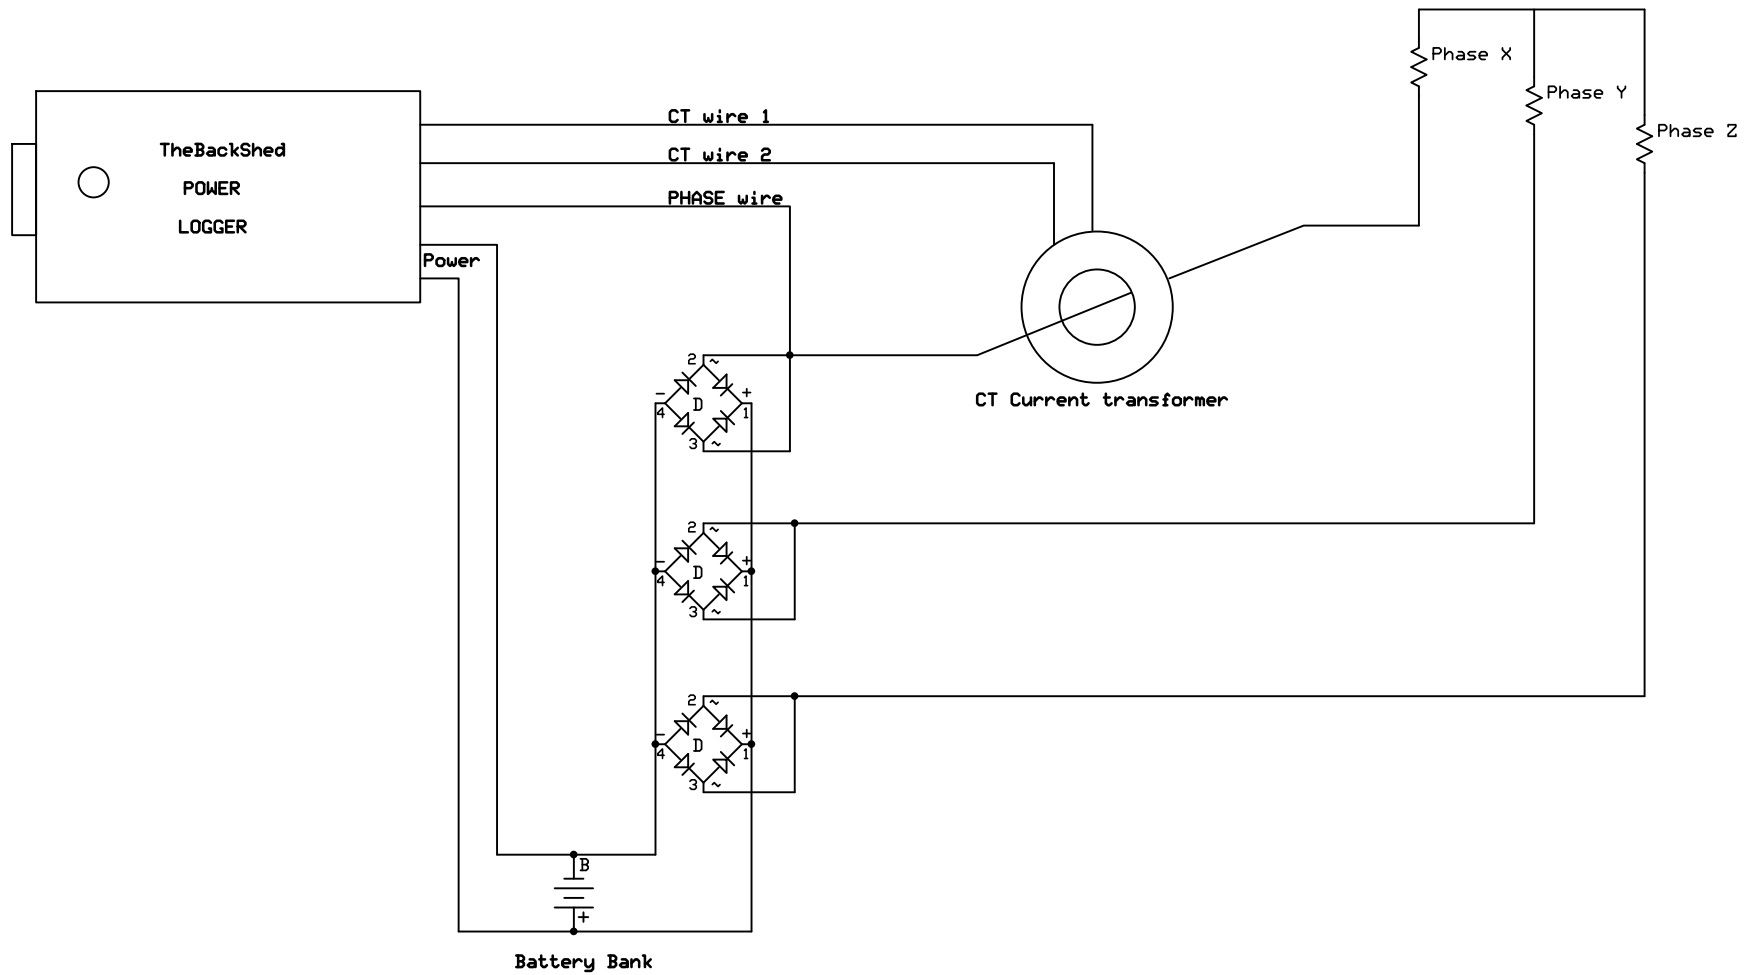 Phase X
Phase Y
Phase Z
CT wire 1
CT wire 2
PHASE wire
TheBackShed
POWER
LOGGER
Power
2 ~
- +
D
4 1
3 ~
CT Current transformer
2 ~
- +
D
4 1
3 ~
2 ~
- +
D
4 1
3 ~
B
+
Battery Bank